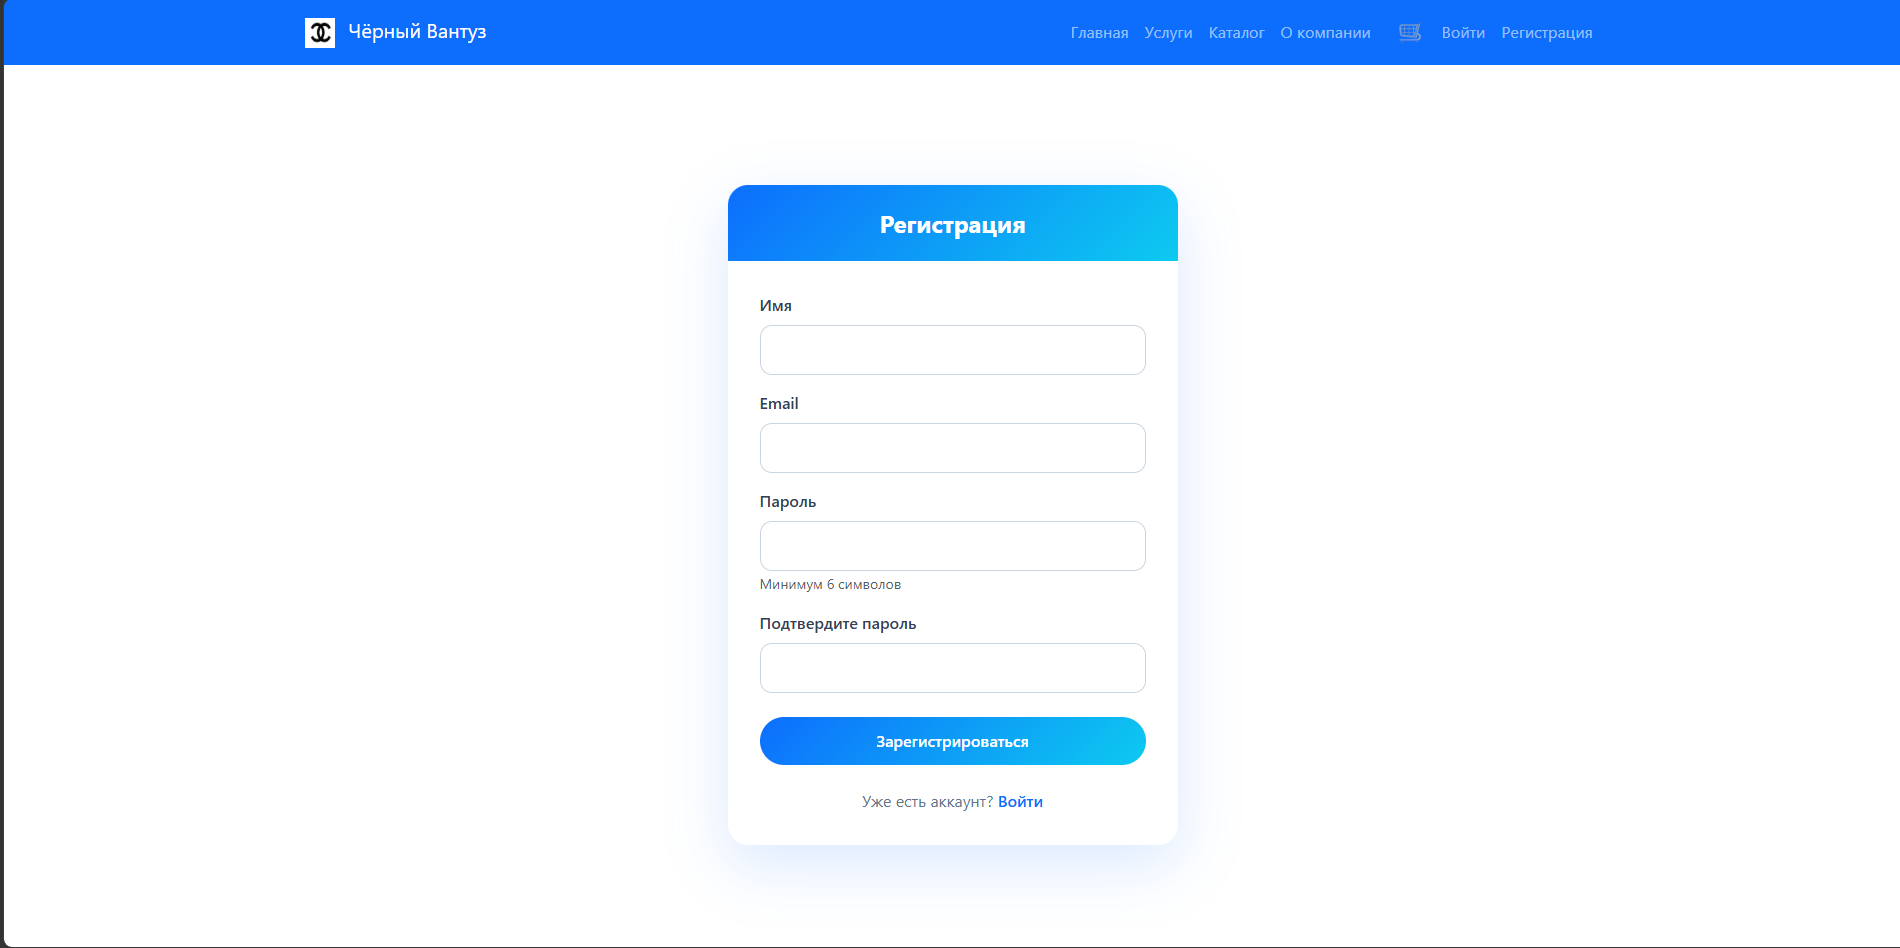 Чёрный Вантуз
Главная Услуги Каталог О компании Войти Регистрация
Регистрация
Имя
Email
Пароль
Минимум 6 символов
Подтвердите пароль
Зарегистрироваться
Уже есть аккаунт? Войти